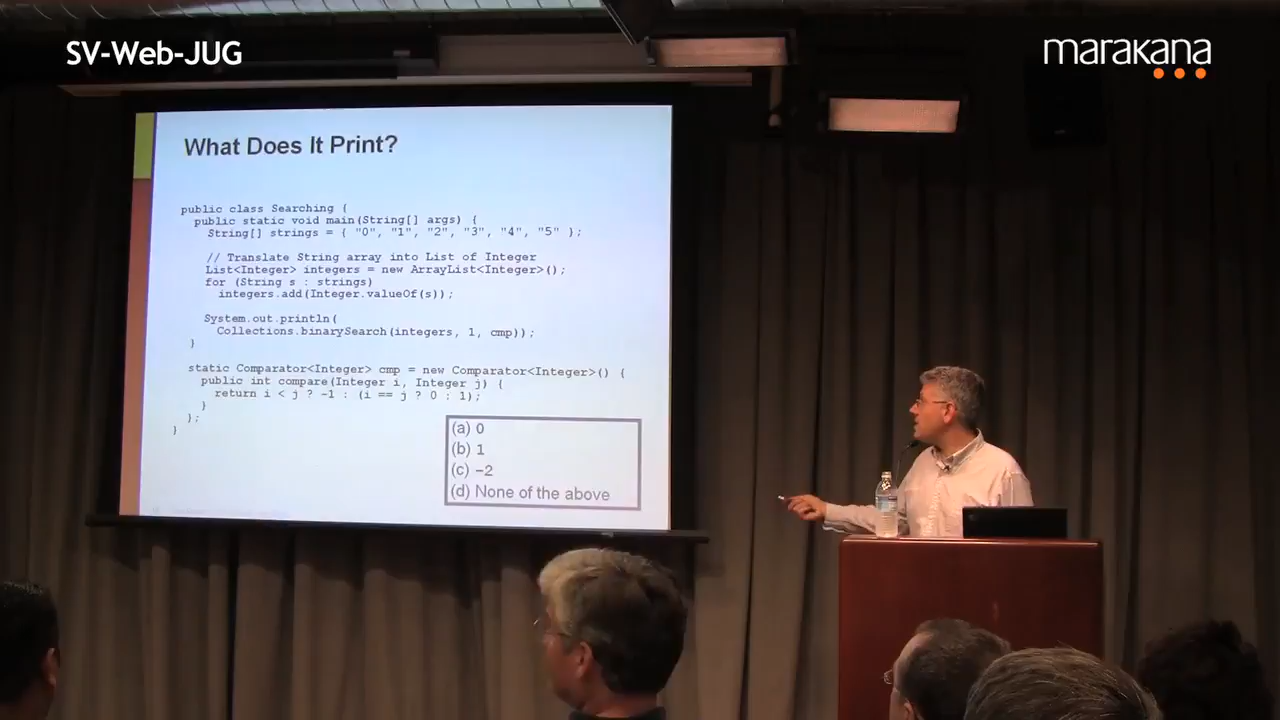 SV-Web-JUG
marakana
What Does It Print?
public class Searching {
public static void main(String[] args) {
String[] strings = { "0", "1", "2", "3", "4", "5" };
// Translate String array into List of Integer
List<Integer> integers = new ArrayList<Integer>();
for (String s : strings)
integers.add(Integer.valueOf(s));
System.out.println(
Collections.binarySearch(integers, 1, cmp));
}
static Comparator<Integer> cmp = new Comparator<Integer>() {
public int compare(Integer i, Integer j) {
return i < j ? -1 : (i == j ? 0 : 1);
}
};
}
(a) 0
(b) 1
(c) −2
(d) None of the above